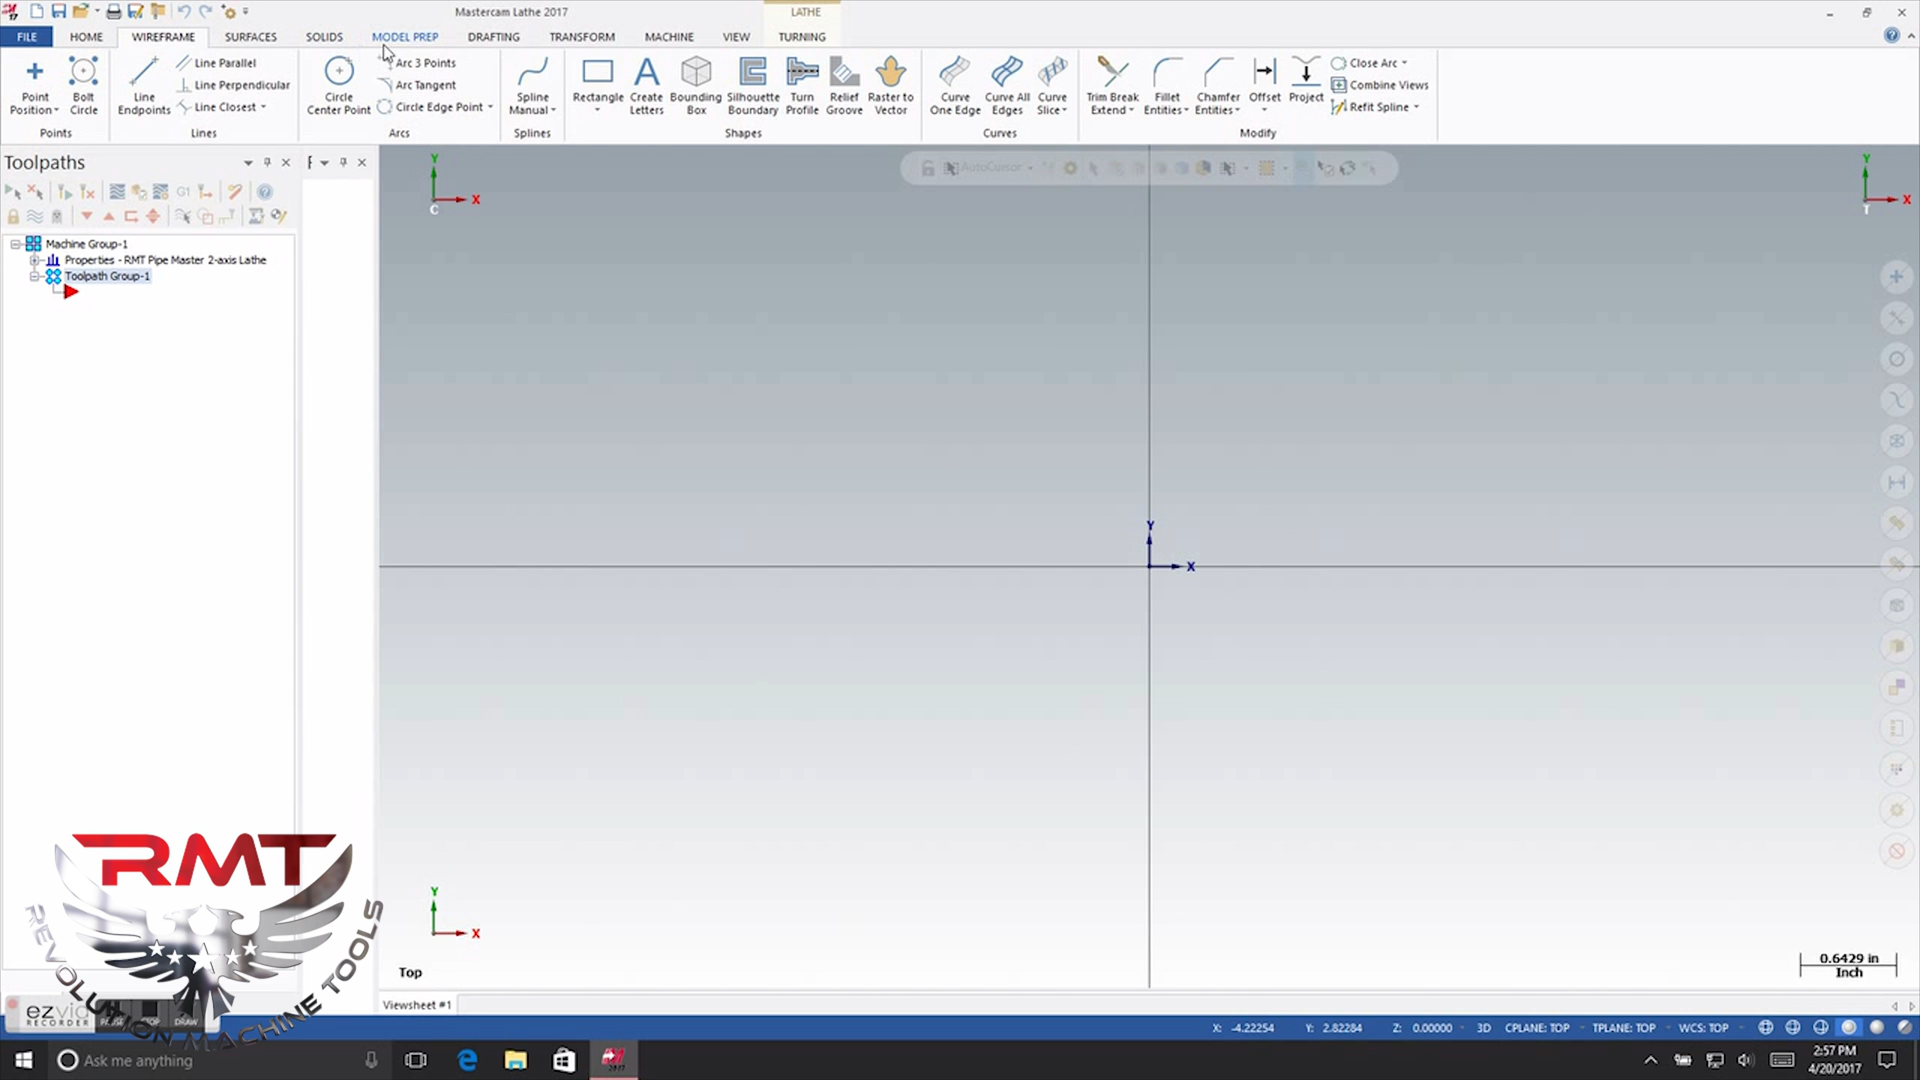 Mastercam Lathe 2017
LATHE
FILE HOME WIREFRAME SURFACES SOLIDS MODEL PREP DRAFTING TRANSFORM MACHINE VIEW TURNING
Point Position
Bolt Circle
Points
Line Endpoints
Line Parallel
Line Perpendicular
Line Closest
Lines
Circle Center Point
Arc 3 Points
Arc Tangent
Circle Edge Point
Arcs
Spline Manual
Splines
Rectangle
Create Letters
Bounding Box
Silhouette Boundary
Turn Profile
Relief Groove
Raster to Vector
Shapes
Curve One Edge
Curve All Edges
Curve Slice
Curves
Trim Break Extend
Fillet Entities
Chamfer Entities
Offset
Project
Close Arc
Combine Views
Refit Spline
Modify
Toolpaths
G1
Machine Group-1
Properties - RMT Pipe Master 2-axis Lathe
Toolpath Group-1
AutoCursor
Y
X
C
Y
X
T
Y
X
Y
X
Top
0.6429 in
Inch
RMT
REVOLUTION MACHINE TOOLS
ezvid
RECORDER
PAUSE STOP DRAW
Viewsheet #1
X: -4.22254 Y: 2.82284 Z: 0.00000 3D CPLANE: TOP TPLANE: TOP WCS: TOP
Ask me anything
2017
2:57 PM
4/20/2017